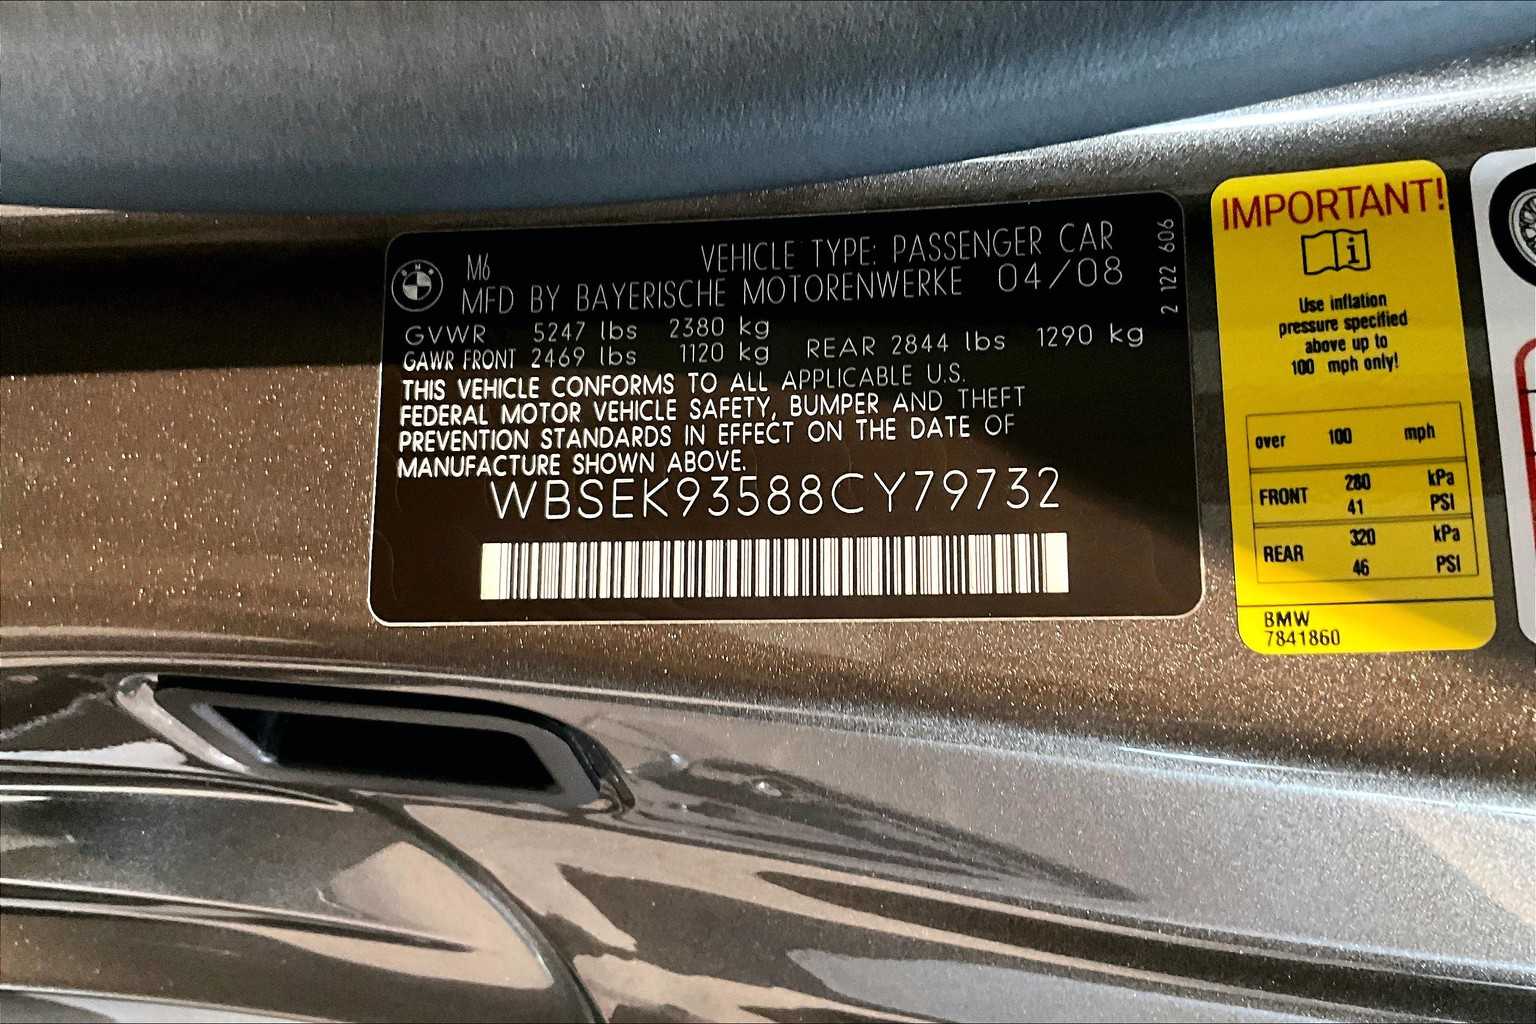 M6 VEHICLE TYPE: PASSENGER CAR
MFD BY BAYERISCHE MOTORENWERKE 04/08
GVWR 5247 lbs 2380 kg
GAWR FRONT 2469 lbs 1120 kg REAR 2844 lbs 1290 kg
THIS VEHICLE CONFORMS TO ALL APPLICABLE U.S.
FEDERAL MOTOR VEHICLE SAFETY, BUMPER AND THEFT
PREVENTION STANDARDS IN EFFECT ON THE DATE OF
MANUFACTURE SHOWN ABOVE.
WBSEK93588CY79732
2 122 606
IMPORTANT!
Use inflation
pressure specified
above up to
100 mph only!
over 100 mph
FRONT 280 kPa
41 PSI
REAR 320 kPa
46 PSI
BMW
7841860